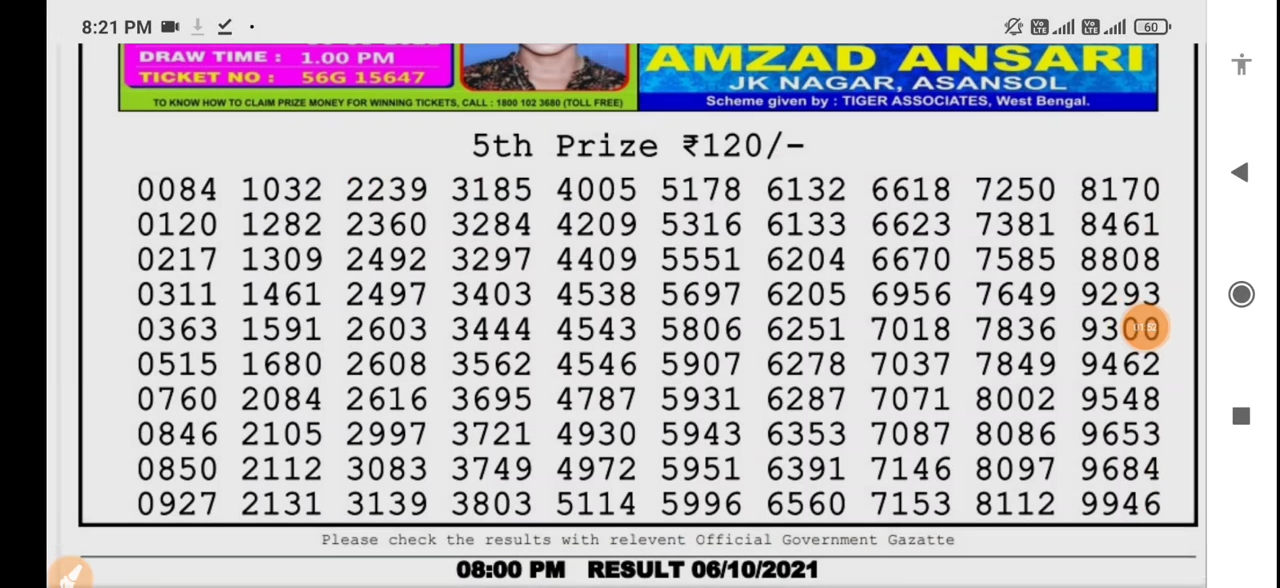 8:21 PM
60
DRAW TIME : 1.00 PM
TICKET NO : 56G 15647
AMZAD ANSARI
JK NAGAR, ASANSOL
TO KNOW HOW TO CLAIM PRIZE MONEY FOR WINNING TICKETS, CALL : 1800 102 3680 (TOLL FREE)
Scheme given by : TIGER ASSOCIATES, West Bengal.
5th Prize ₹120/-
0084 1032 2239 3185 4005 5178 6132 6618 7250 8170
0120 1282 2360 3284 4209 5316 6133 6623 7381 8461
0217 1309 2492 3297 4409 5551 6204 6670 7585 8808
0311 1461 2497 3403 4538 5697 6205 6956 7649 9293
0363 1591 2603 3444 4543 5806 6251 7018 7836 9300
01:52
0515 1680 2608 3562 4546 5907 6278 7037 7849 9462
0760 2084 2616 3695 4787 5931 6287 7071 8002 9548
0846 2105 2997 3721 4930 5943 6353 7087 8086 9653
0850 2112 3083 3749 4972 5951 6391 7146 8097 9684
0927 2131 3139 3803 5114 5996 6560 7153 8112 9946
Please check the results with relevent Official Government Gazatte
08:00 PM RESULT 06/10/2021